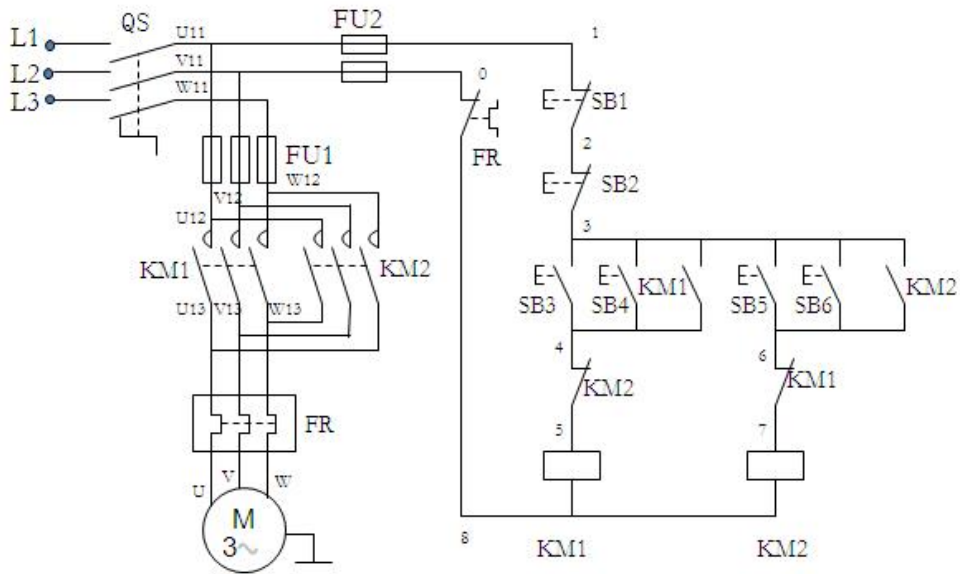 QS U11 FU2 1
L1
L2 V11 0
L3 W11
SB1
FR 2
FU1
W12 SB2
V12
U12 3
KM1 KM2
SB3 SB4 KM1 SB5 SB6 KM2
U13 V13 W13
4 6
KM2 KM1
FR 5 7
U V W
M
3~
8 KM1 KM2